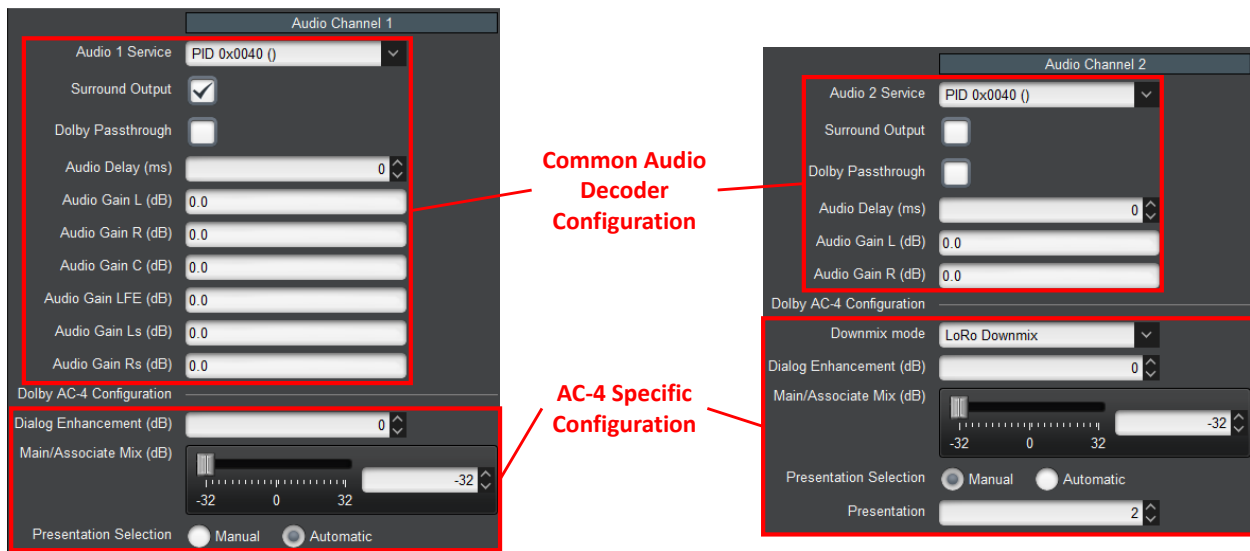 Audio Channel 1
Audio 1 Service PID 0x0040 ()
Surround Output
Dolby Passthrough
Audio Delay (ms) 0
Audio Gain L (dB) 0.0
Audio Gain R (dB) 0.0
Audio Gain C (dB) 0.0
Audio Gain LFE (dB) 0.0
Audio Gain Ls (dB) 0.0
Audio Gain Rs (dB) 0.0
Dolby AC-4 Configuration
Dialog Enhancement (dB) 0
Main/Associate Mix (dB)
-32
-32 0 32
Presentation Selection Manual Automatic
Common Audio
Decoder
Configuration
AC-4 Specific
Configuration
Audio Channel 2
Audio 2 Service PID 0x0040 ()
Surround Output
Dolby Passthrough
Audio Delay (ms) 0
Audio Gain L (dB) 0.0
Audio Gain R (dB) 0.0
Dolby AC-4 Configuration
Downmix mode LoRo Downmix
Dialog Enhancement (dB) 0
Main/Associate Mix (dB)
-32
-32 0 32
Presentation Selection Manual Automatic
Presentation 2